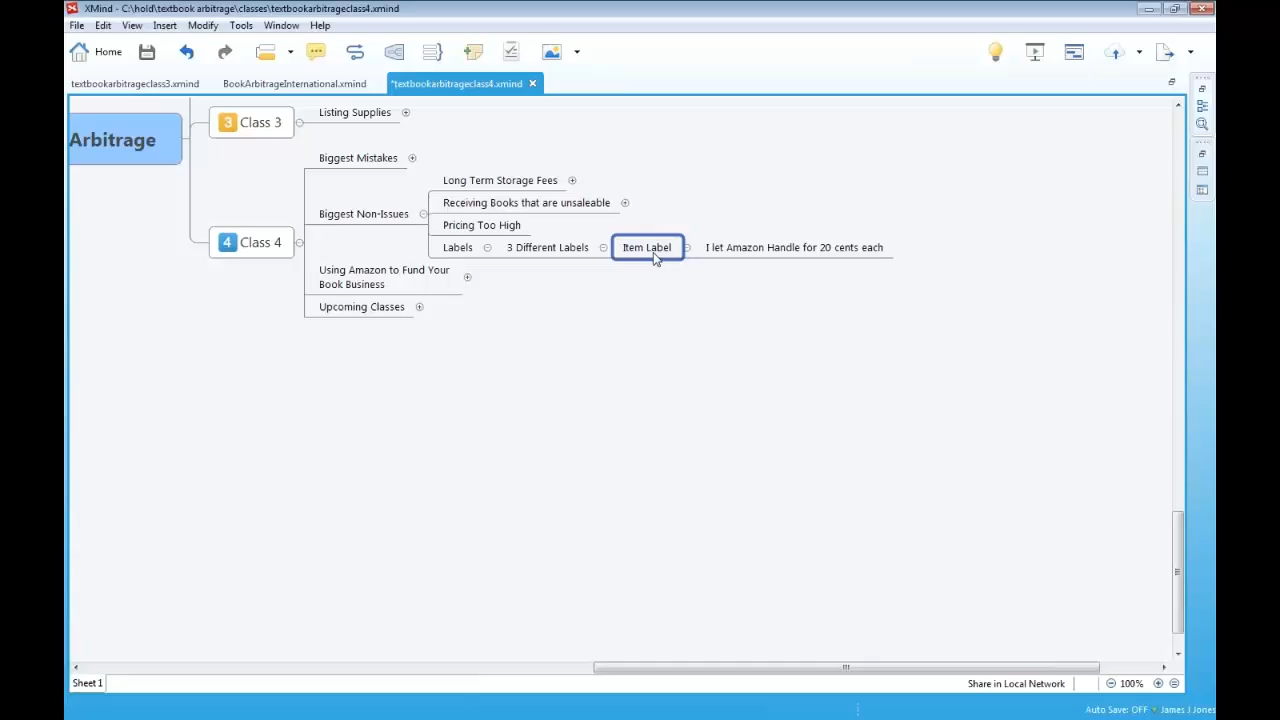 XMind - C:\hold\textbook arbitrage\classes\textbookarbitrageclass4.xmind
File Edit View Insert Modify Tools Window Help
Home
textbookarbitrageclass3.xmind BookArbitrageInternational.xmind *textbookarbitrageclass4.xmind
Arbitrage
3 Class 3
Listing Supplies
Biggest Mistakes
Long Term Storage Fees
Receiving Books that are unsaleable
Biggest Non-Issues
Pricing Too High
4 Class 4
Labels 3 Different Labels Item Label I let Amazon Handle for 20 cents each
Using Amazon to Fund Your
Book Business
Upcoming Classes
Sheet 1
Share in Local Network
100%
Auto Save: OFF
James J Jones